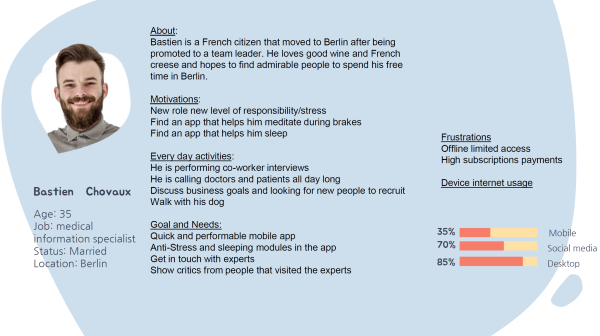 About:
Bastien is a French citizen that moved to Berlin after being
promoted to a team leader. He loves good wine and French
creese and hopes to find admirable people to spend his free
time in Berlin.
Motivations:
New role new level of responsibility/stress
Find an app that helps him meditate during brakes
Find an app that helps him sleep
Every day activities:
He is performing co-worker interviews
He is calling doctors and patients all day long
Discuss business goals and looking for new people to recruit
Walk with his dog
Goal and Needs:
Quick and performable mobile app
Anti-Stress and sleeping modules in the app
Get in touch with experts
Show critics from people that visited the experts
Bastien Chovaux
Age: 35
Job: medical
information specialist
Status: Married
Location: Berlin
Frustrations
Offline limited access
High subscriptions payments
Device internet usage
35% Mobile
70% Social media
85% Desktop